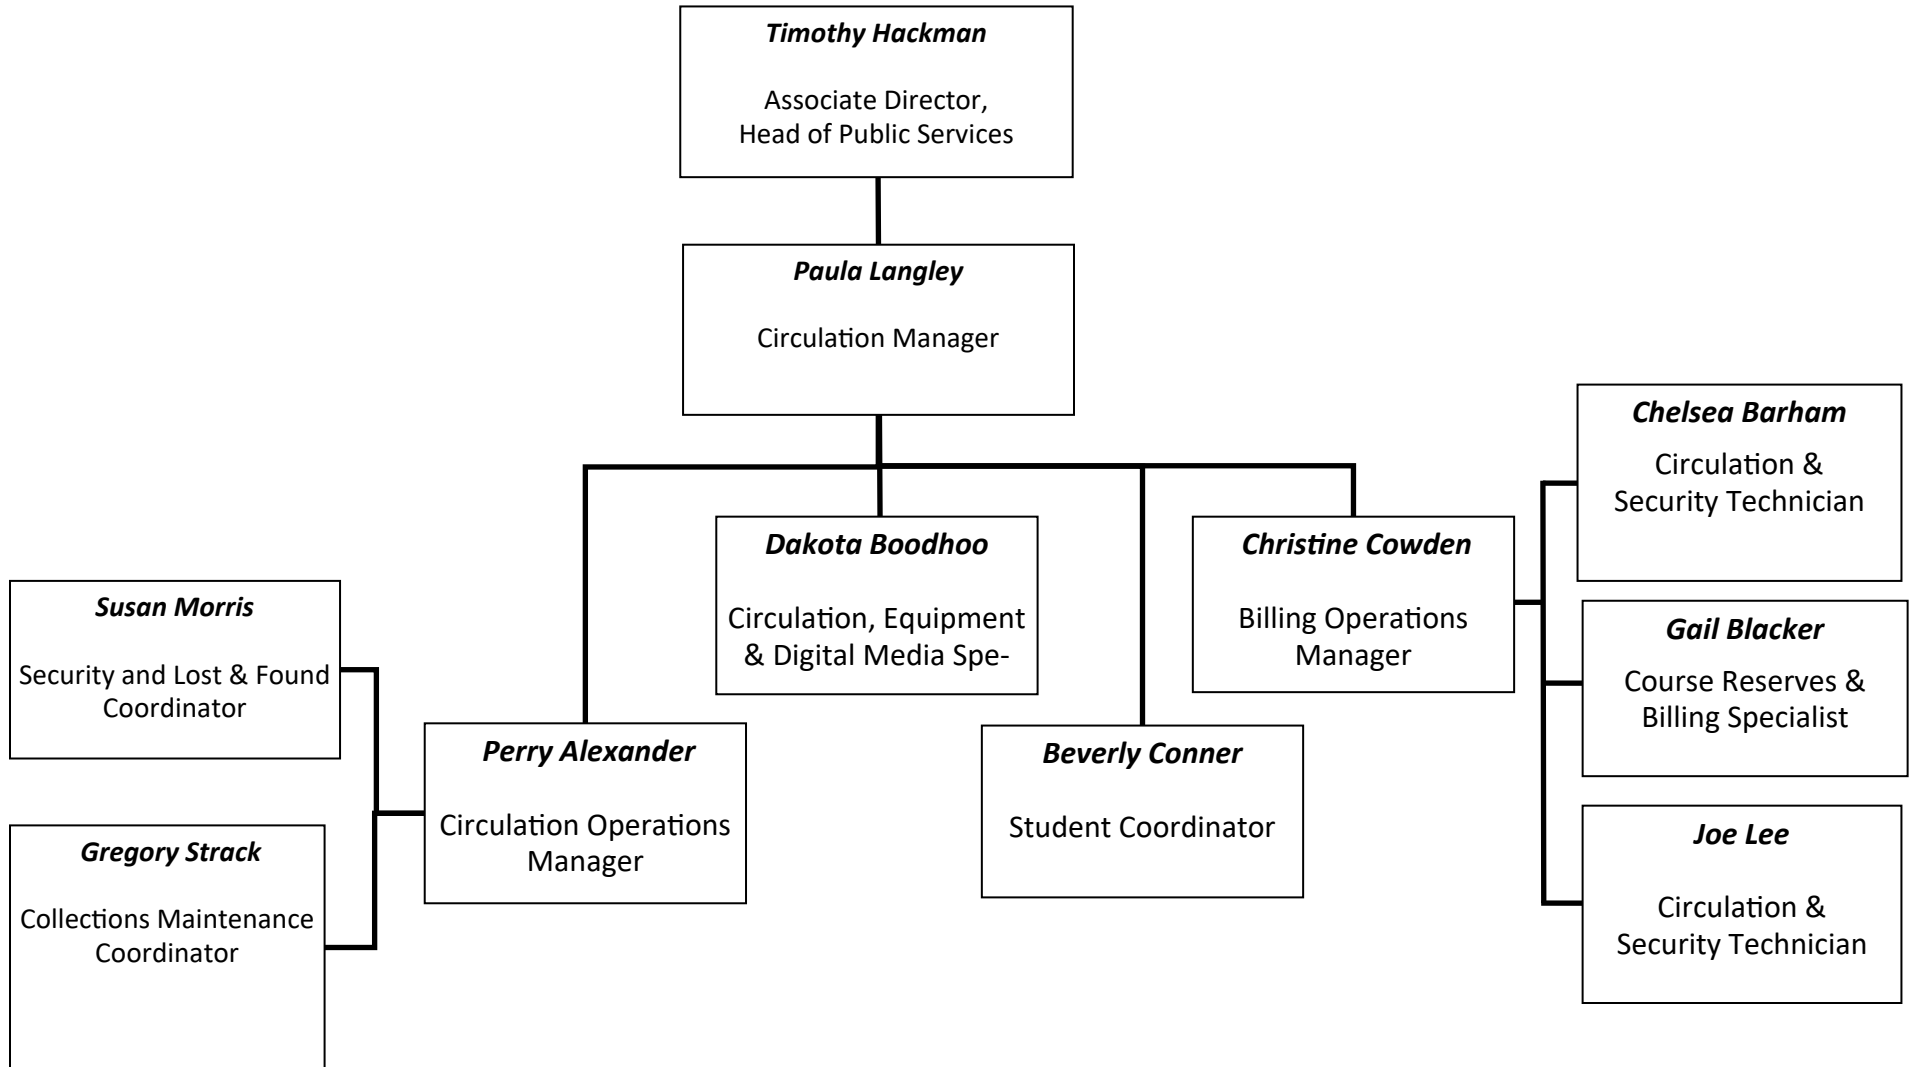 Timothy Hackman
Associate Director,
Head of Public Services
Paula Langley
Circulation Manager
Chelsea Barham
Circulation &
Security Technician
Dakota Boodhoo
Circulation, Equipment
& Digital Media Spe-
Christine Cowden
Billing Operations
Manager
Susan Morris
Security and Lost & Found
Coordinator
Gail Blacker
Course Reserves &
Billing Specialist
Perry Alexander
Circulation Operations
Manager
Beverly Conner
Student Coordinator
Gregory Strack
Collections Maintenance
Coordinator
Joe Lee
Circulation &
Security Technician